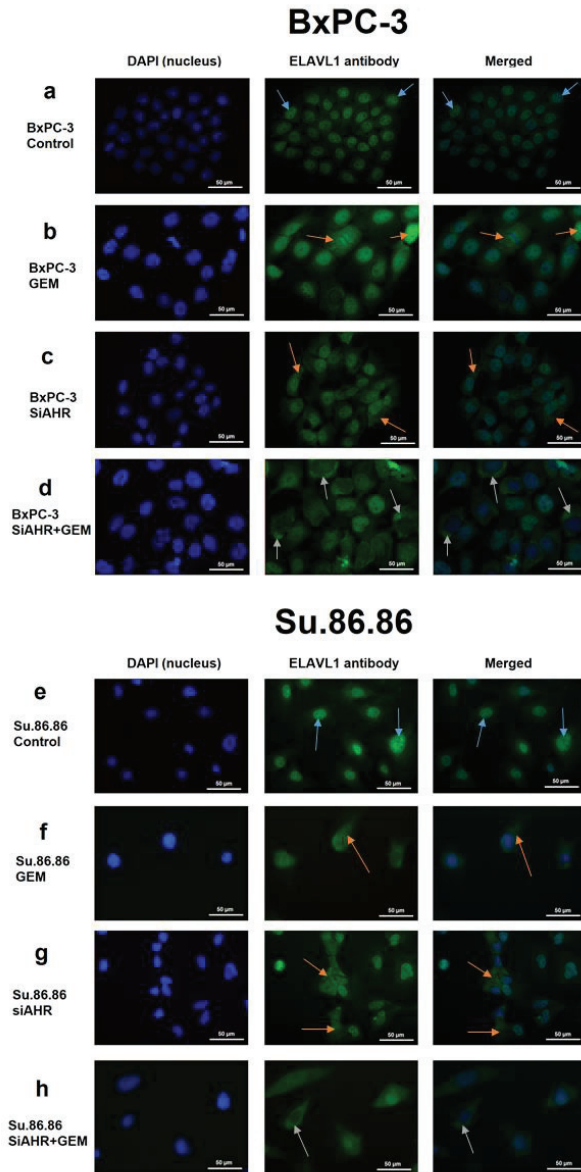 BxPC-3
DAPI (nucleus) ELAVL1 antibody Merged
a
BxPC-3
Control
50 µm 50 µm 50 µm
b
BxPC-3
GEM
50 µm 50 µm 50 µm
c
BxPC-3
SiAHR
50 µm 50 µm 50 µm
d
BxPC-3
SiAHR+GEM
50 µm 50 µm 50 µm
Su.86.86
DAPI (nucleus) ELAVL1 antibody Merged
e
Su.86.86
Control
50 µm 50 µm 50 µm
f
Su.86.86
GEM
50 µm 50 µm 50 µm
g
Su.86.86
siAHR
50 µm 50 µm 50 µm
h
Su.86.86
SiAHR+GEM
50 µm 50 µm 50 µm